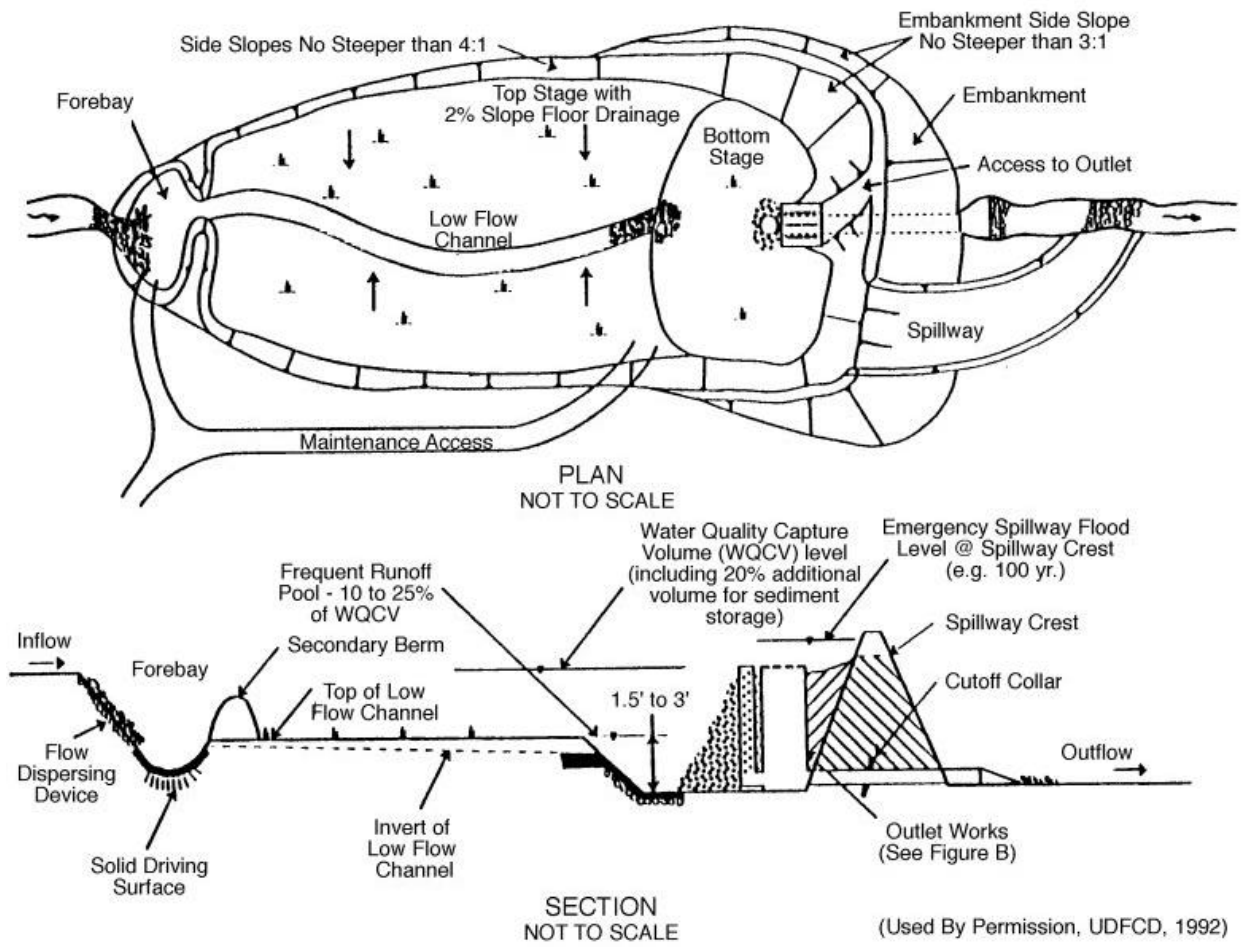 Side Slopes No Steeper than 4:1
Embankment Side Slope
No Steeper than 3:1
Forebay
Top Stage with
2% Slope Floor Drainage
Embankment
Bottom
Stage
Access to Outlet
Low Flow
Channel
Spillway
Maintenance Access
PLAN
NOT TO SCALE
Water Quality Capture
Volume (WQCV) level
(including 20% additional
volume for sediment
storage)
Emergency Spillway Flood
Level @ Spillway Crest
(e.g. 100 yr.)
Frequent Runoff
Pool - 10 to 25%
of WQCV
Spillway Crest
Inflow
Secondary Berm
Forebay
Cutoff Collar
Top of Low
Flow Channel
1.5' to 3'
Flow
Dispersing
Device
Outflow
Invert of
Low Flow
Channel
Outlet Works
(See Figure B)
Solid Driving
Surface
SECTION
NOT TO SCALE
(Used By Permission, UDFCD, 1992)